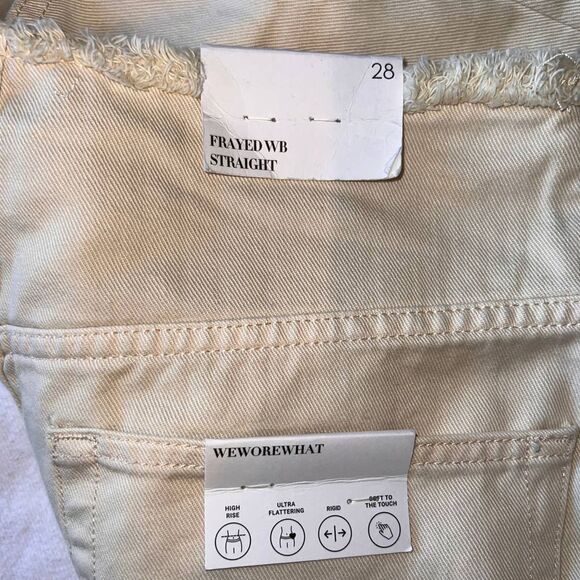 28
FRAYED WB
STRAIGHT
WEWOREWHAT
HIGH
RISE
ULTRA
FLATTERING
RIGID
SOFT TO
THE TOUCH